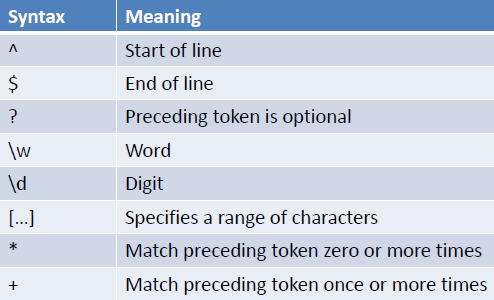 Syntax Meaning
^ Start of line
$ End of line
? Preceding token is optional
\w Word
\d Digit
[…] Specifies a range of characters
* Match preceding token zero or more times
+ Match preceding token once or more times